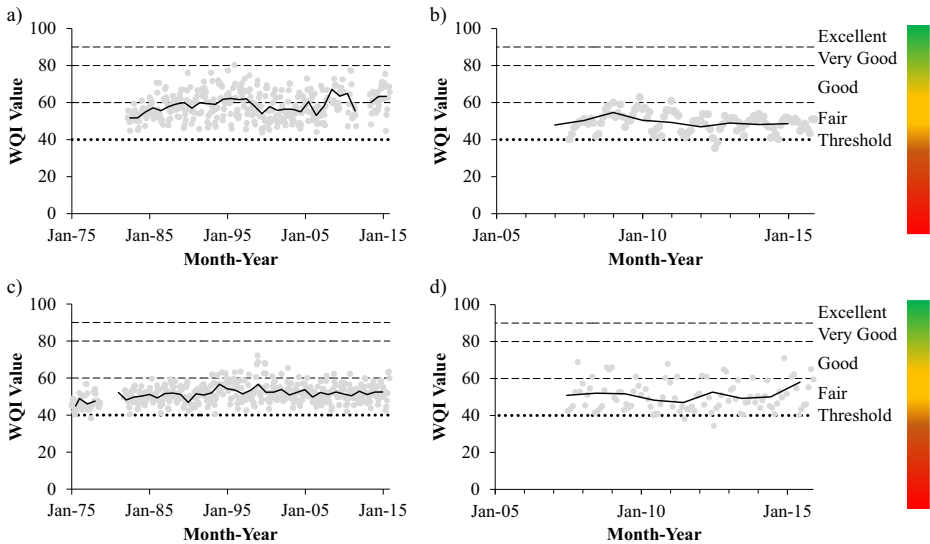 a)
100
80
60
40
20
0
WQI Value
Jan-75 Jan-85 Jan-95 Jan-05 Jan-15
Month-Year
b)
100
80
60
40
20
0
WQI Value
Jan-05 Jan-10 Jan-15
Month-Year
Excellent
Very Good
Good
Fair
Threshold
c)
100
80
60
40
20
0
WQI Value
Jan-75 Jan-85 Jan-95 Jan-05 Jan-15
Month-Year
d)
100
80
60
40
20
0
WQI Value
Jan-05 Jan-10 Jan-15
Month-Year
Excellent
Very Good
Good
Fair
Threshold